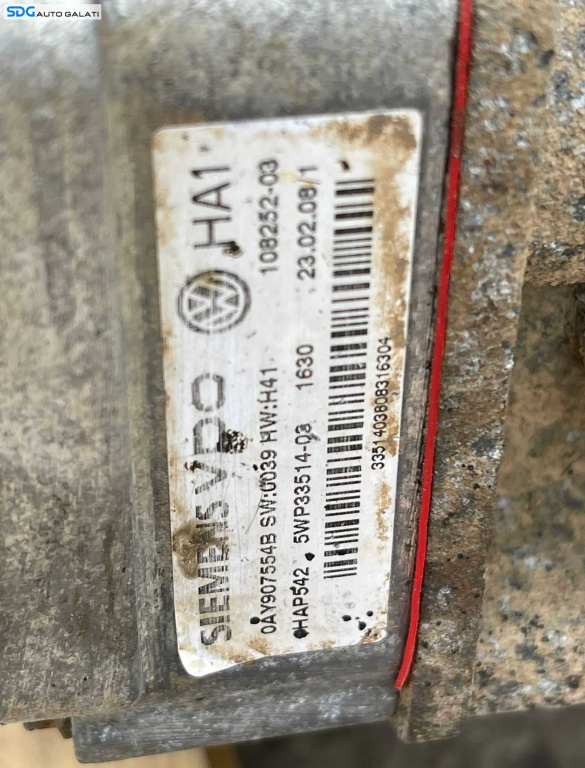 SDG AUTO GALATI
SIEMENS VDO HA1
0AY907554B SW:0039 HW:H41 108252-03
HAP542 5WP33514-03 1630 23.02.08/1
3351403808316304